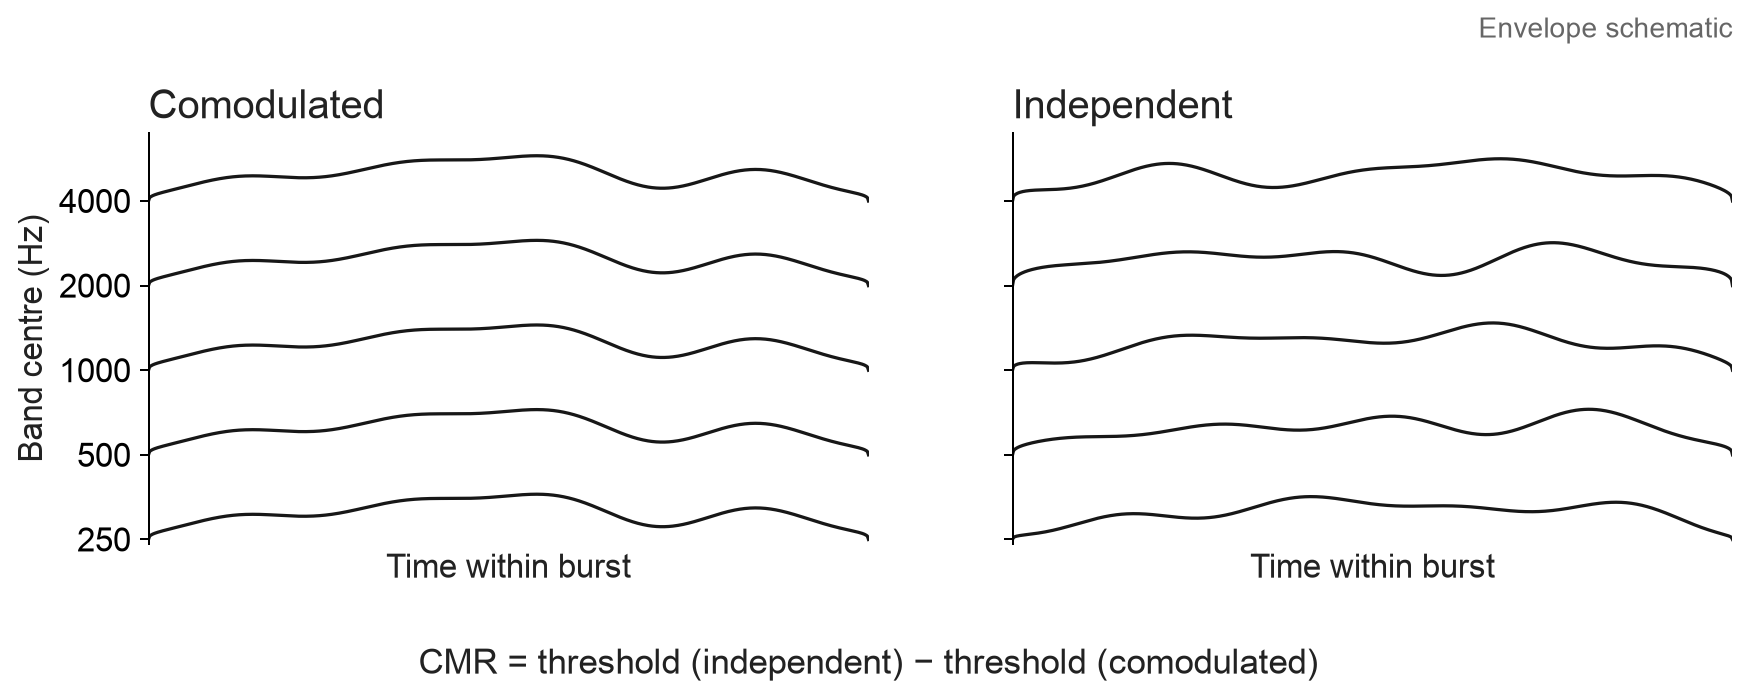 Envelope schematic
Comodulated
Independent
Band centre (Hz)
4000
2000
1000
500
250
Time within burst
Time within burst
CMR = threshold (independent) − threshold (comodulated)